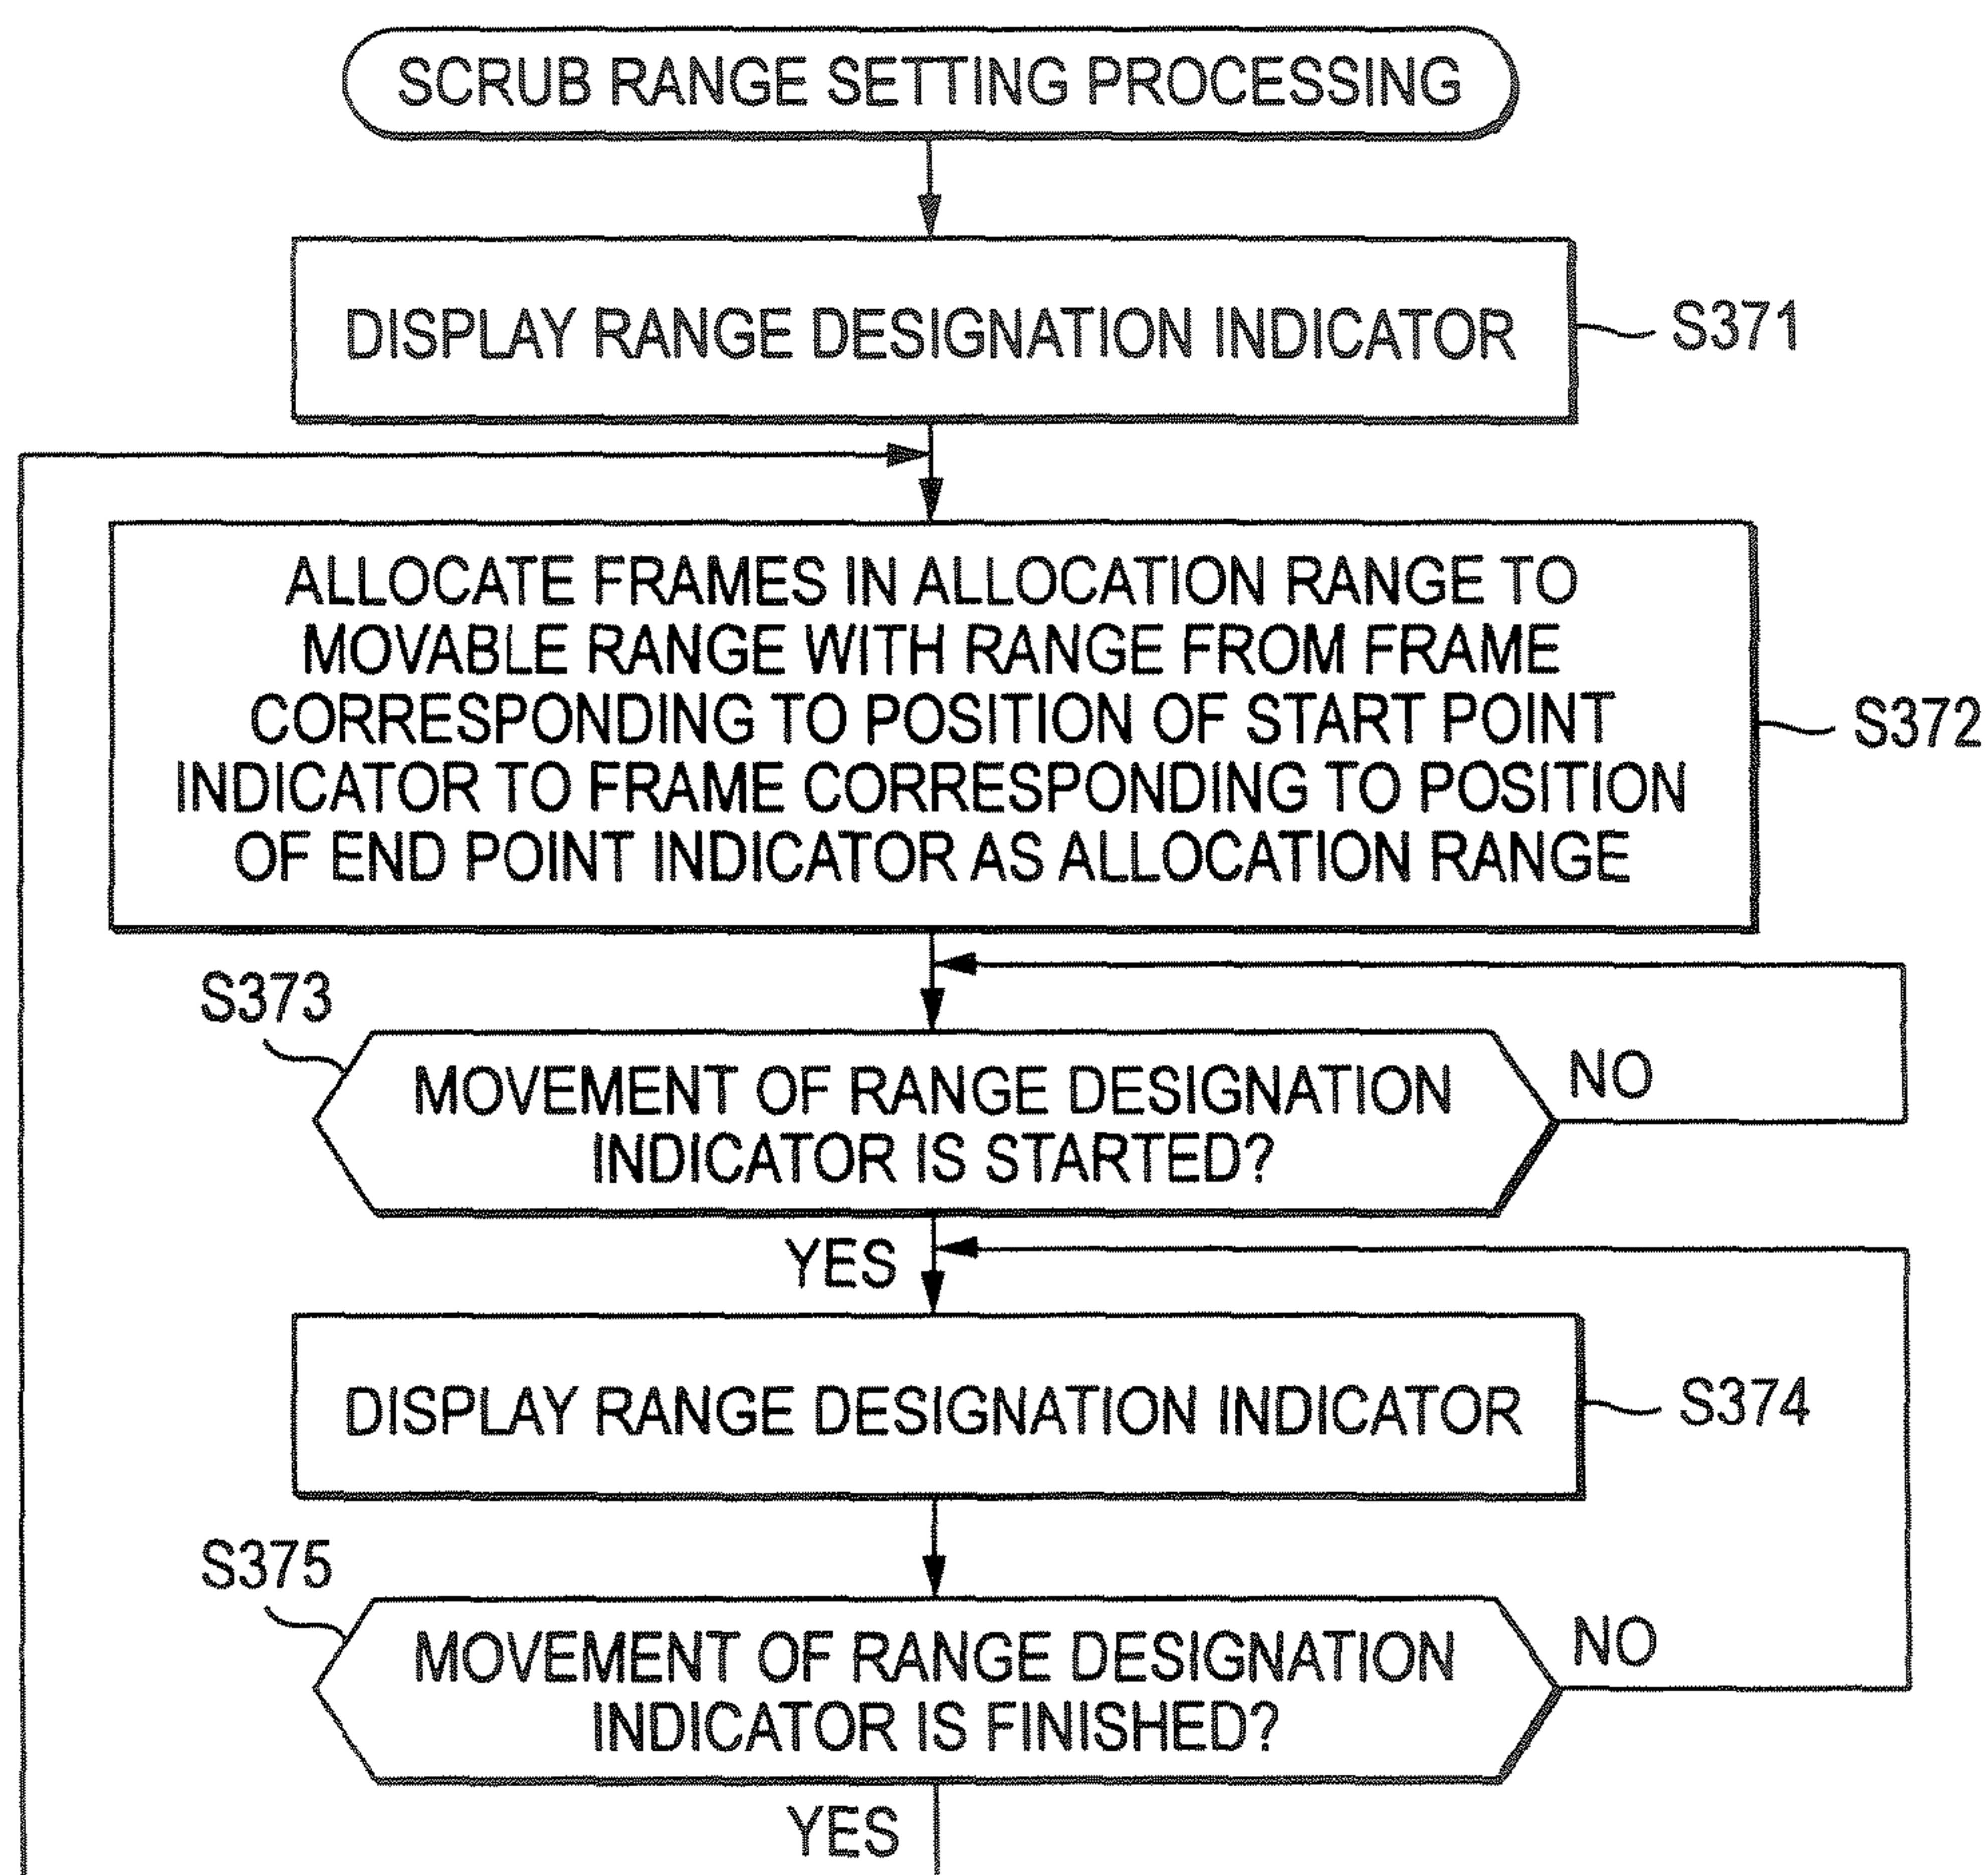 SCRUB RANGE SETTING PROCESSING
DISPLAY RANGE DESIGNATION INDICATOR
S371
ALLOCATE FRAMES IN ALLOCATION RANGE TO
MOVABLE RANGE WITH RANGE FROM FRAME
CORRESPONDING TO POSITION OF START POINT
INDICATOR TO FRAME CORRESPONDING TO POSITION
OF END POINT INDICATOR AS ALLOCATION RANGE
S372
S373
MOVEMENT OF RANGE DESIGNATION
INDICATOR IS STARTED?
NO
YES
DISPLAY RANGE DESIGNATION INDICATOR
S374
S375
MOVEMENT OF RANGE DESIGNATION
INDICATOR IS FINISHED?
NO
YES